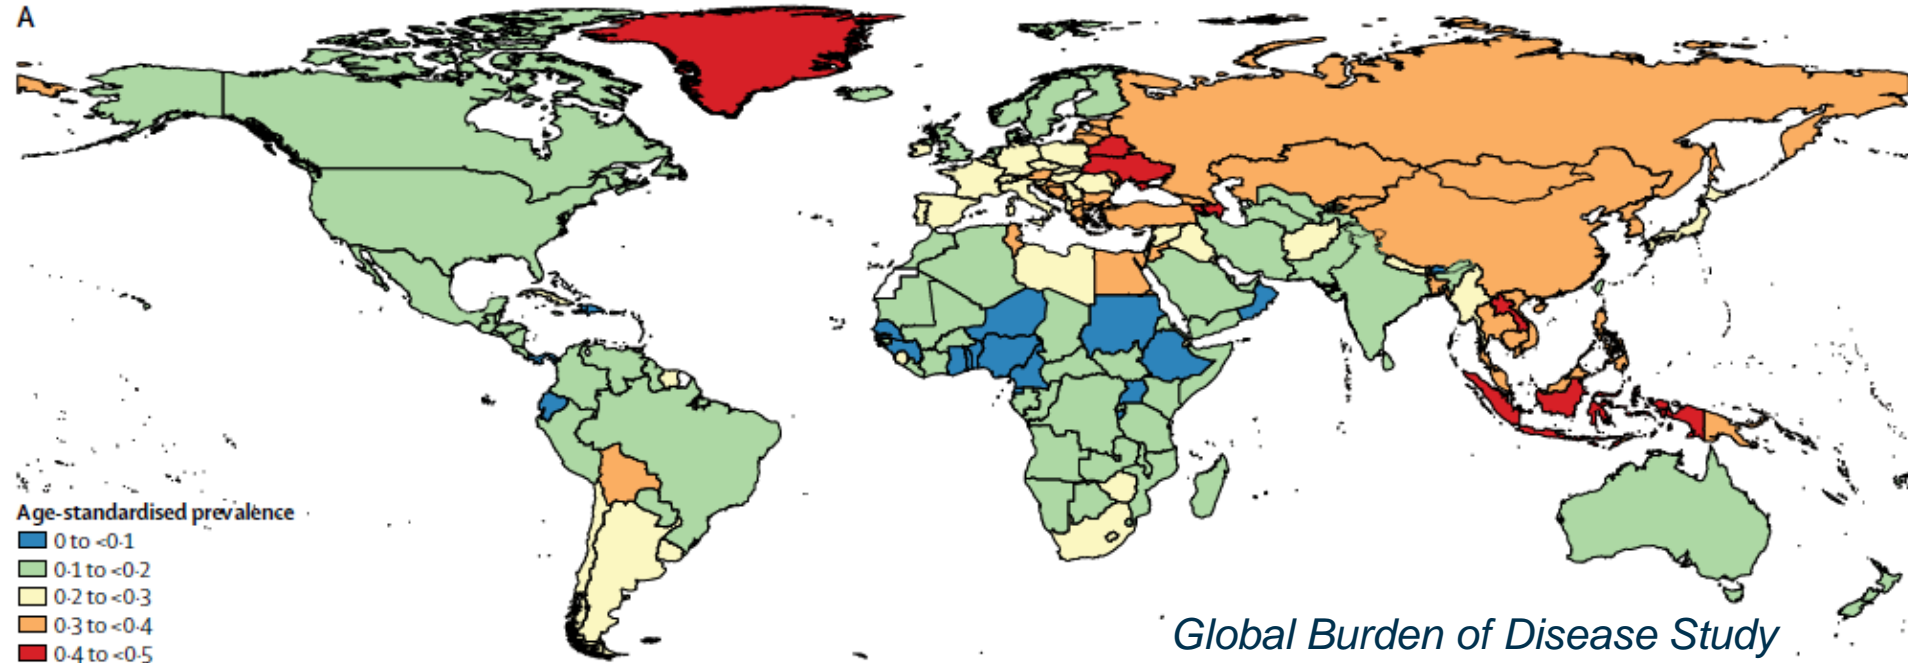 A
Age-standardised prevalence
0 to <0·1
0·1 to <0·2
0·2 to <0·3
0·3 to <0·4
0·4 to <0·5
Global Burden of Disease Study